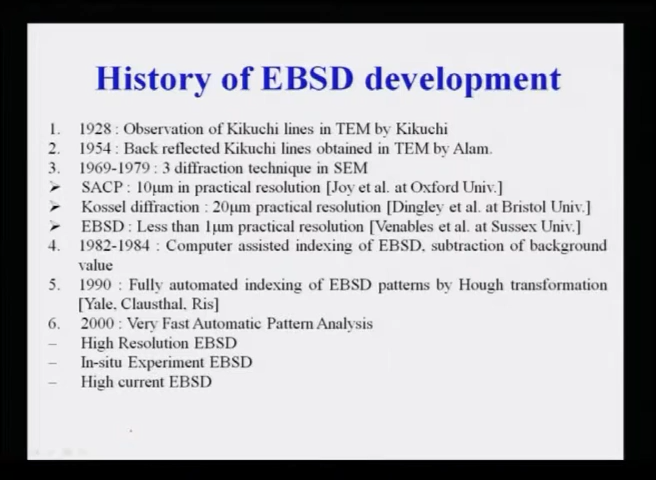 History of EBSD development
1. 1928 : Observation of Kikuchi lines in TEM by Kikuchi
2. 1954 : Back reflected Kikuchi lines obtained in TEM by Alam.
3. 1969-1979 : 3 diffraction technique in SEM
➤ SACP : 10μm in practical resolution [Joy et al. at Oxford Univ.]
➤ Kossel diffraction : 20μm practical resolution [Dingley et al. at Bristol Univ.]
➤ EBSD : Less than 1μm practical resolution [Venables et al. at Sussex Univ.]
4. 1982-1984 : Computer assisted indexing of EBSD, subtraction of background
value
5. 1990 : Fully automated indexing of EBSD patterns by Hough transformation
[Yale, Clausthal, Ris]
6. 2000 : Very Fast Automatic Pattern Analysis
– High Resolution EBSD
– In-situ Experiment EBSD
– High current EBSD